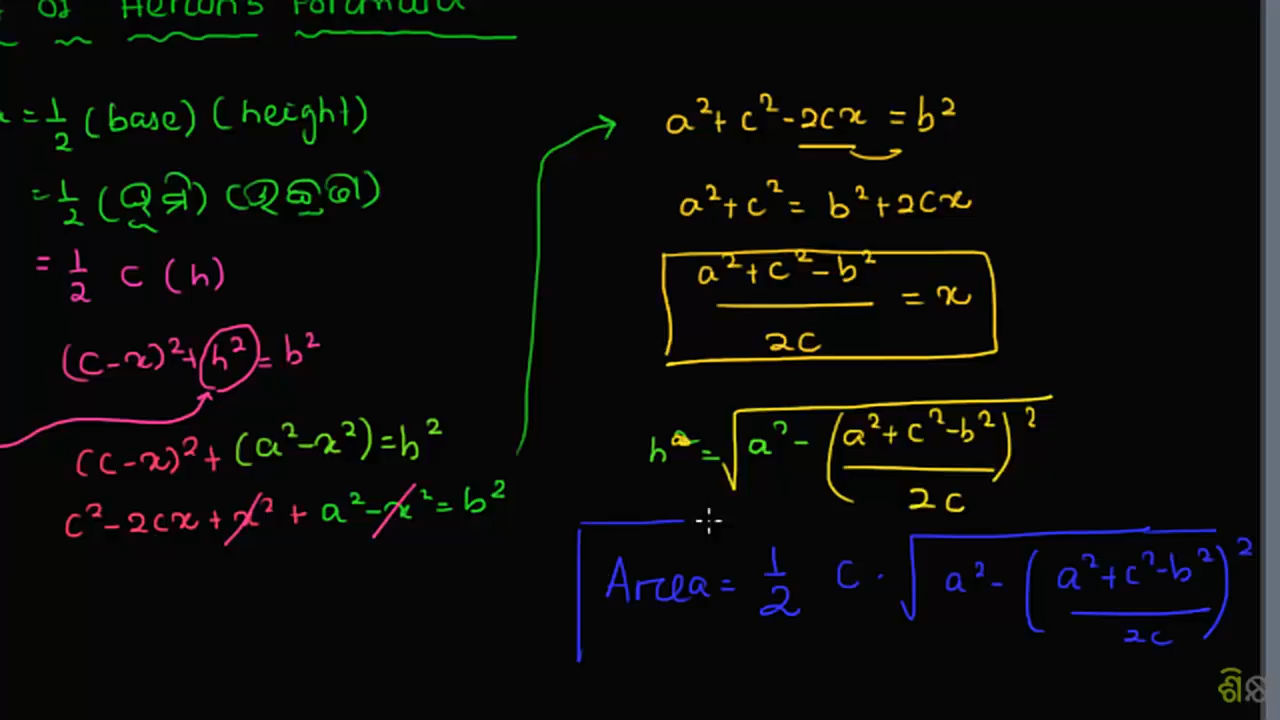 of Herlon's Formula
= 1/2 (base) (height)
= 1/2 (ଭୂମି) (ଉଚ୍ଚତା)
= 1/2 c (h)
(c-x)² + h² = b²
(c-x)² + (a²-x²) = b²
c² - 2cx + x² + a² - x² = b²
a² + c² - 2cx = b²
a² + c² = b² + 2cx
(a² + c² - b²)/2c = x
h = √(a² - ((a² + c² - b²)/2c)²)
Area = 1/2 c · √(a² - ((a² + c² - b²)/2c)²)